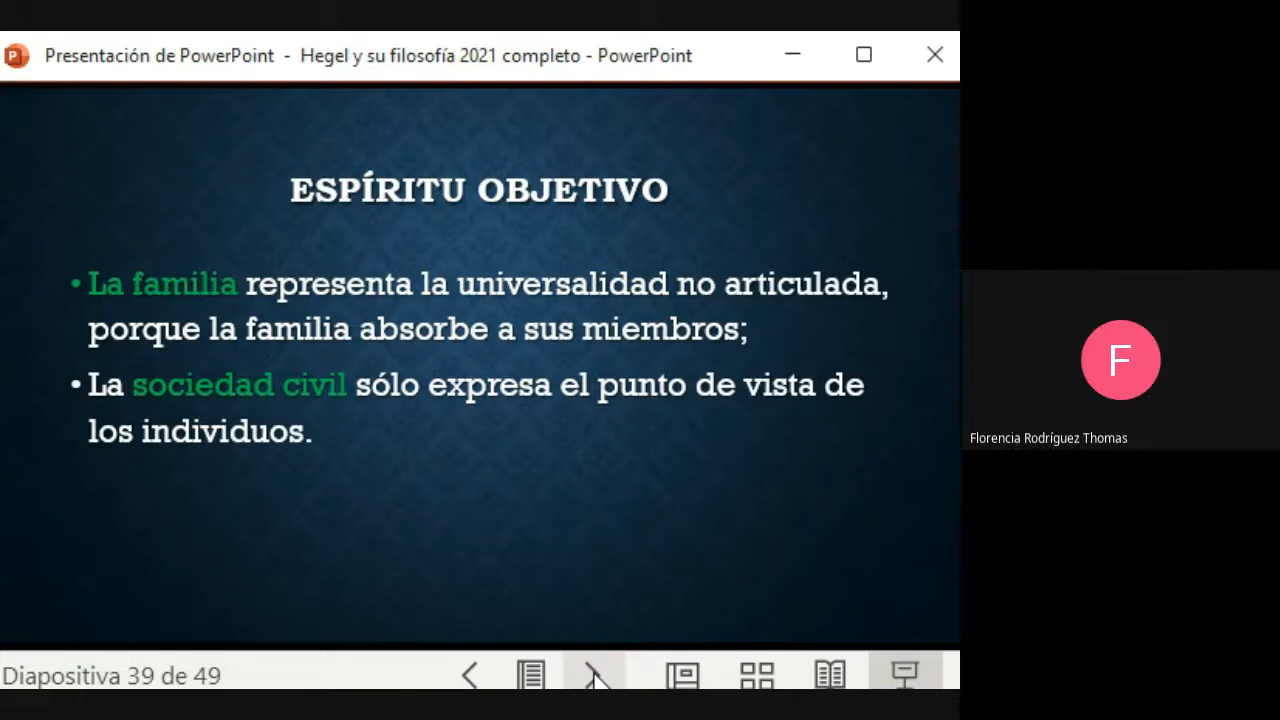 Presentación de PowerPoint - Hegel y su filosofía 2021 completo - PowerPoint
ESPÍRITU OBJETIVO
• La familia representa la universalidad no articulada,
porque la familia absorbe a sus miembros;
• La sociedad civil sólo expresa el punto de vista de
los individuos.
F
Florencia Rodríguez Thomas
Diapositiva 39 de 49